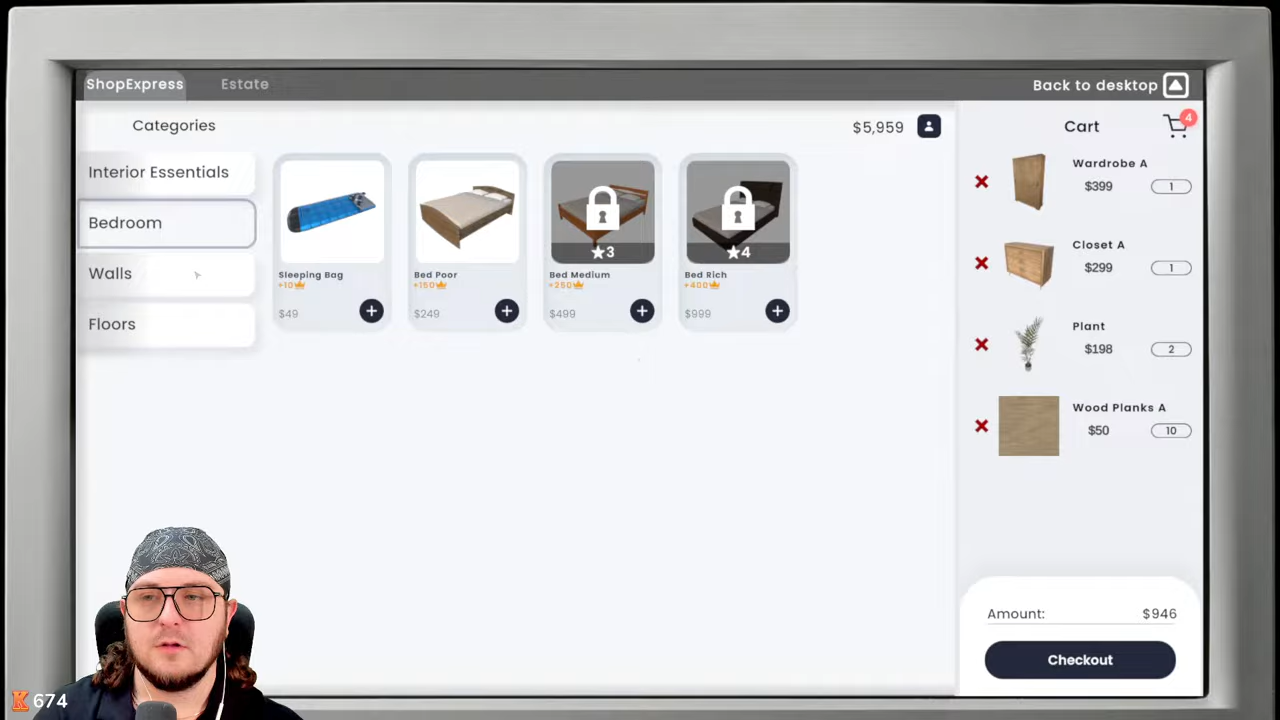 ShopExpress
Estate
Back to desktop
Categories
$5,959
Cart
4
Interior Essentials
Bedroom
Walls
Floors
★3
★4
Sleeping Bag
+10
$49
Bed Poor
+150
$249
Bed Medium
+250
$499
Bed Rich
+400
$999
Wardrobe A
$399
1
Closet A
$299
1
Plant
$198
2
Wood Planks A
$50
10
Amount: $946
Checkout
K 674